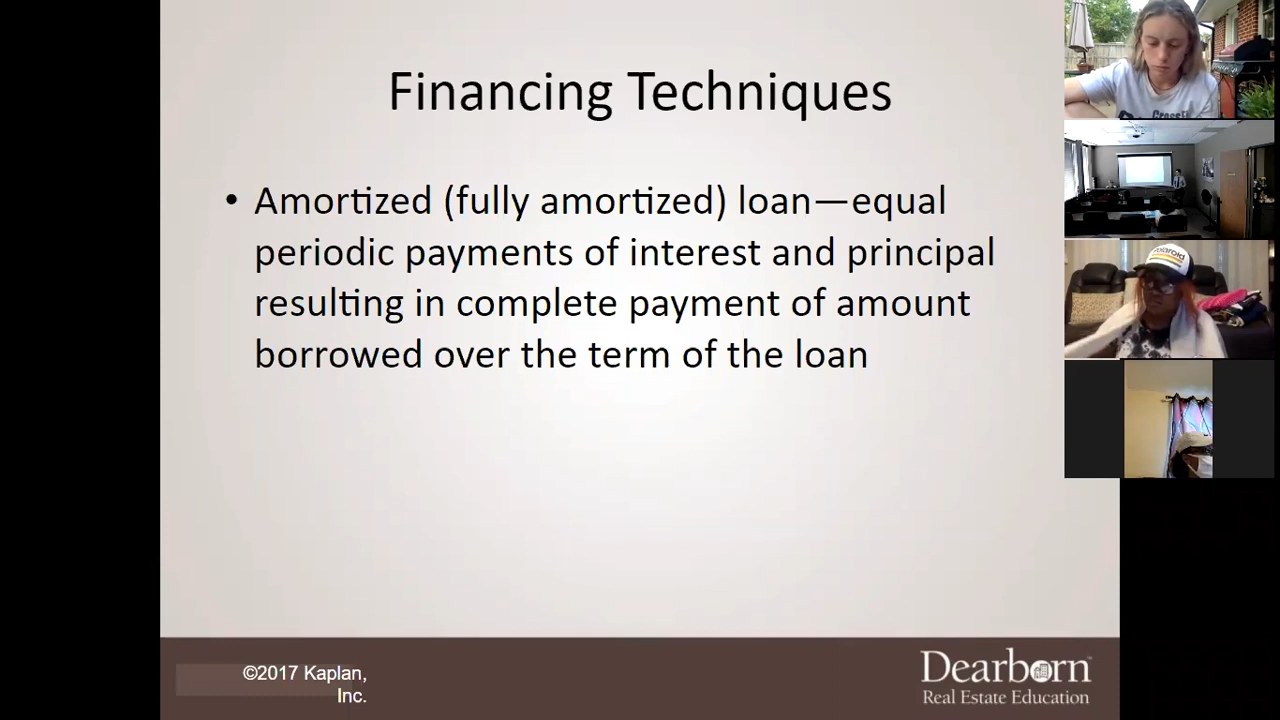 Financing Techniques
• Amortized (fully amortized) loan—equal
periodic payments of interest and principal
resulting in complete payment of amount
borrowed over the term of the loan
©2017 Kaplan,
Inc.
Dearborn™
Real Estate Education